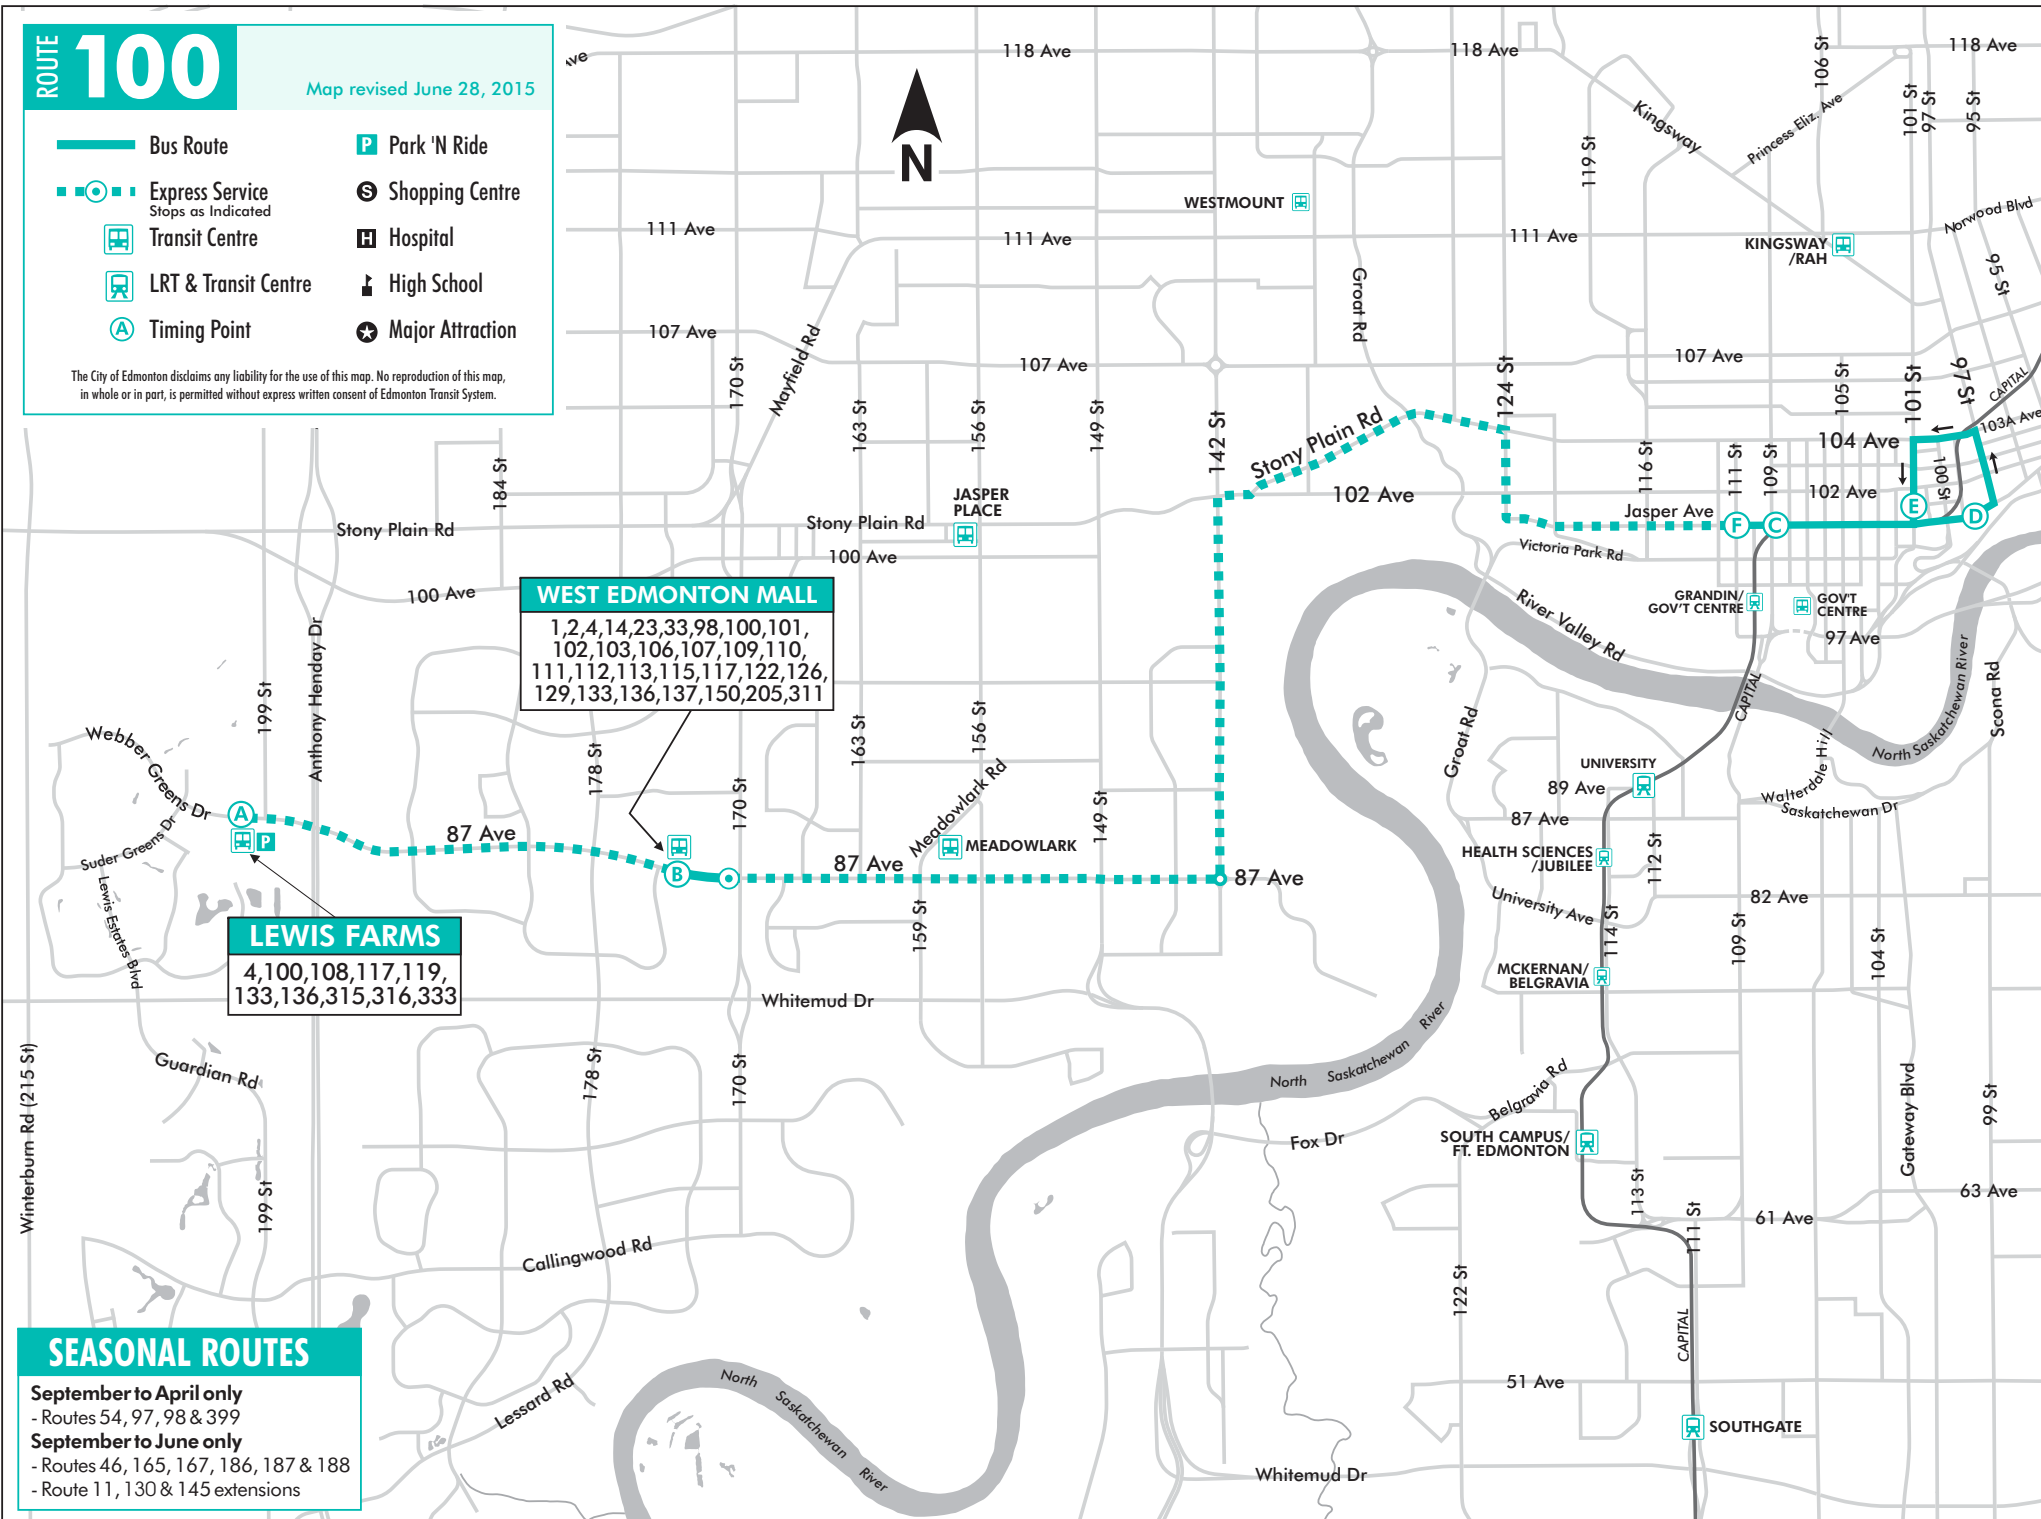 ROUTE 100
Map revised June 28, 2015
Bus Route
Express Service
Stops as Indicated
Transit Centre
LRT & Transit Centre
A Timing Point
P Park 'N Ride
S Shopping Centre
H Hospital
High School
Major Attraction
The City of Edmonton disclaims any liability for the use of this map. No reproduction of this map,
in whole or in part, is permitted without express written consent of Edmonton Transit System.
N
ve
118 Ave
118 Ave
118 Ave
106 St
101 St
97 St
95 St
Kingsway
Princess Eliz. Ave
119 St
WESTMOUNT
111 Ave
111 Ave
111 Ave
KINGSWAY
/RAH
Norwood Blvd
95 St
Groat Rd
107 Ave
107 Ave
107 Ave
170 St
Mayfield Rd
163 St
156 St
149 St
142 St
Stony Plain Rd
124 St
116 St
111 St
109 St
105 St
101 St
97 St
CAPITAL
103A Ave
104 Ave
100 St
102 Ave
102 Ave
Jasper Ave
F
C
E
D
Victoria Park Rd
184 St
Stony Plain Rd
Stony Plain Rd
JASPER
PLACE
100 Ave
100 Ave
WEST EDMONTON MALL
1,2,4,14,23,33,98,100,101,
102,103,106,107,109,110,
111,112,113,115,117,122,126,
129,133,136,137,150,205,311
GRANDIN/
GOV'T CENTRE
GOV'T
CENTRE
97 Ave
River Valley Rd
CAPITAL
North Saskatchewan River
Scona Rd
199 St
Anthony Henday Dr
178 St
170 St
163 St
156 St
149 St
Meadowlark Rd
MEADOWLARK
Groat Rd
UNIVERSITY
89 Ave
87 Ave
Walterdale Hill
Saskatchewan Dr
Webber Greens Dr
Suder Greens Dr
Lewis Estates Blvd
A
P
87 Ave
B
87 Ave
87 Ave
HEALTH SCIENCES
/JUBILEE
112 St
University Ave
114 St
82 Ave
109 St
104 St
159 St
LEWIS FARMS
4,100,108,117,119,
133,136,315,316,333
MCKERNAN/
BELGRAVIA
Whitemud Dr
Winterburn Rd (215 St)
Guardian Rd
199 St
178 St
170 St
North Saskatchewan River
Belgravia Rd
Fox Dr
SOUTH CAMPUS/
FT. EDMONTON
Gateway Blvd
99 St
63 Ave
61 Ave
113 St
111 St
122 St
CAPITAL
Callingwood Rd
Lessard Rd
North Saskatchewan River
51 Ave
SOUTHGATE
Whitemud Dr
SEASONAL ROUTES
September to April only
- Routes 54, 97, 98 & 399
September to June only
- Routes 46, 165, 167, 186, 187 & 188
- Route 11, 130 & 145 extensions